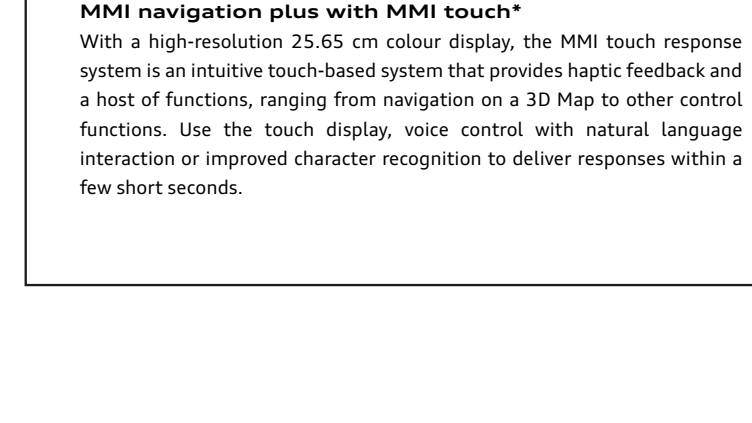 MMI navigation plus with MMI touch*
With a high-resolution 25.65 cm colour display, the MMI touch response
system is an intuitive touch-based system that provides haptic feedback and
a host of functions, ranging from navigation on a 3D Map to other control
functions. Use the touch display, voice control with natural language
interaction or improved character recognition to deliver responses within a
few short seconds.